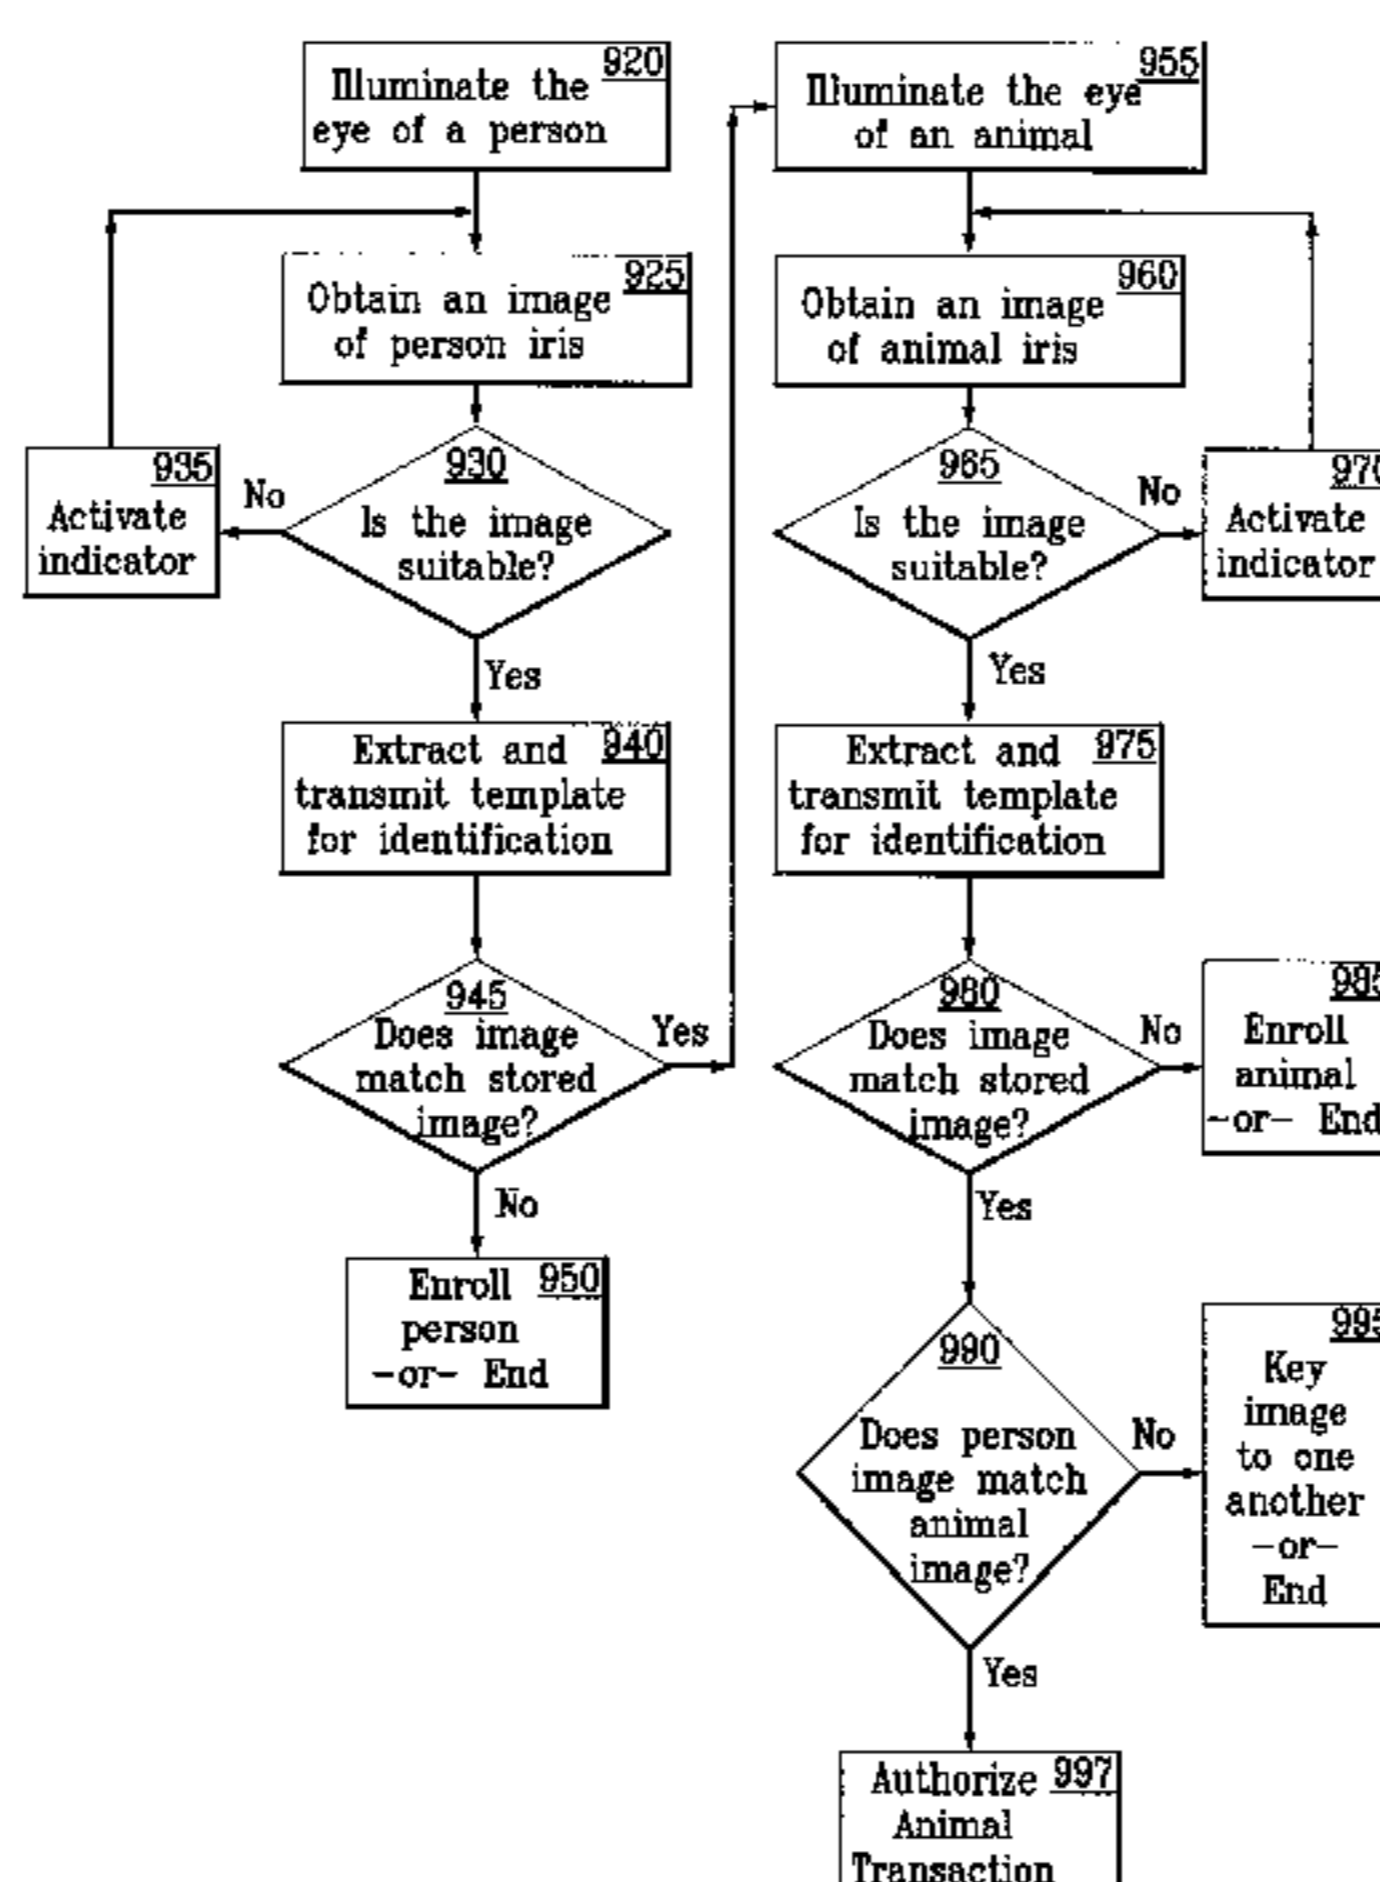 920
Illuminate the
eye of a person
925
Obtain an image
of person iris
930
Is the image
suitable?
No
935
Activate
indicator
Yes
940
Extract and
transmit template
for identification
945
Does image
match stored
image?
Yes
No
950
Enroll
person
-or- End
955
Illuminate the eye
of an animal
960
Obtain an image
of animal iris
965
Is the image
suitable?
No
970
Activate
indicator
Yes
975
Extract and
transmit template
for identification
980
Does image
match stored
image?
No
985
Enroll
animal
-or- End
Yes
990
Does person
image match
animal
image?
No
995
Key
image
to one
another
-or-
End
Yes
997
Authorize
Animal
Transaction